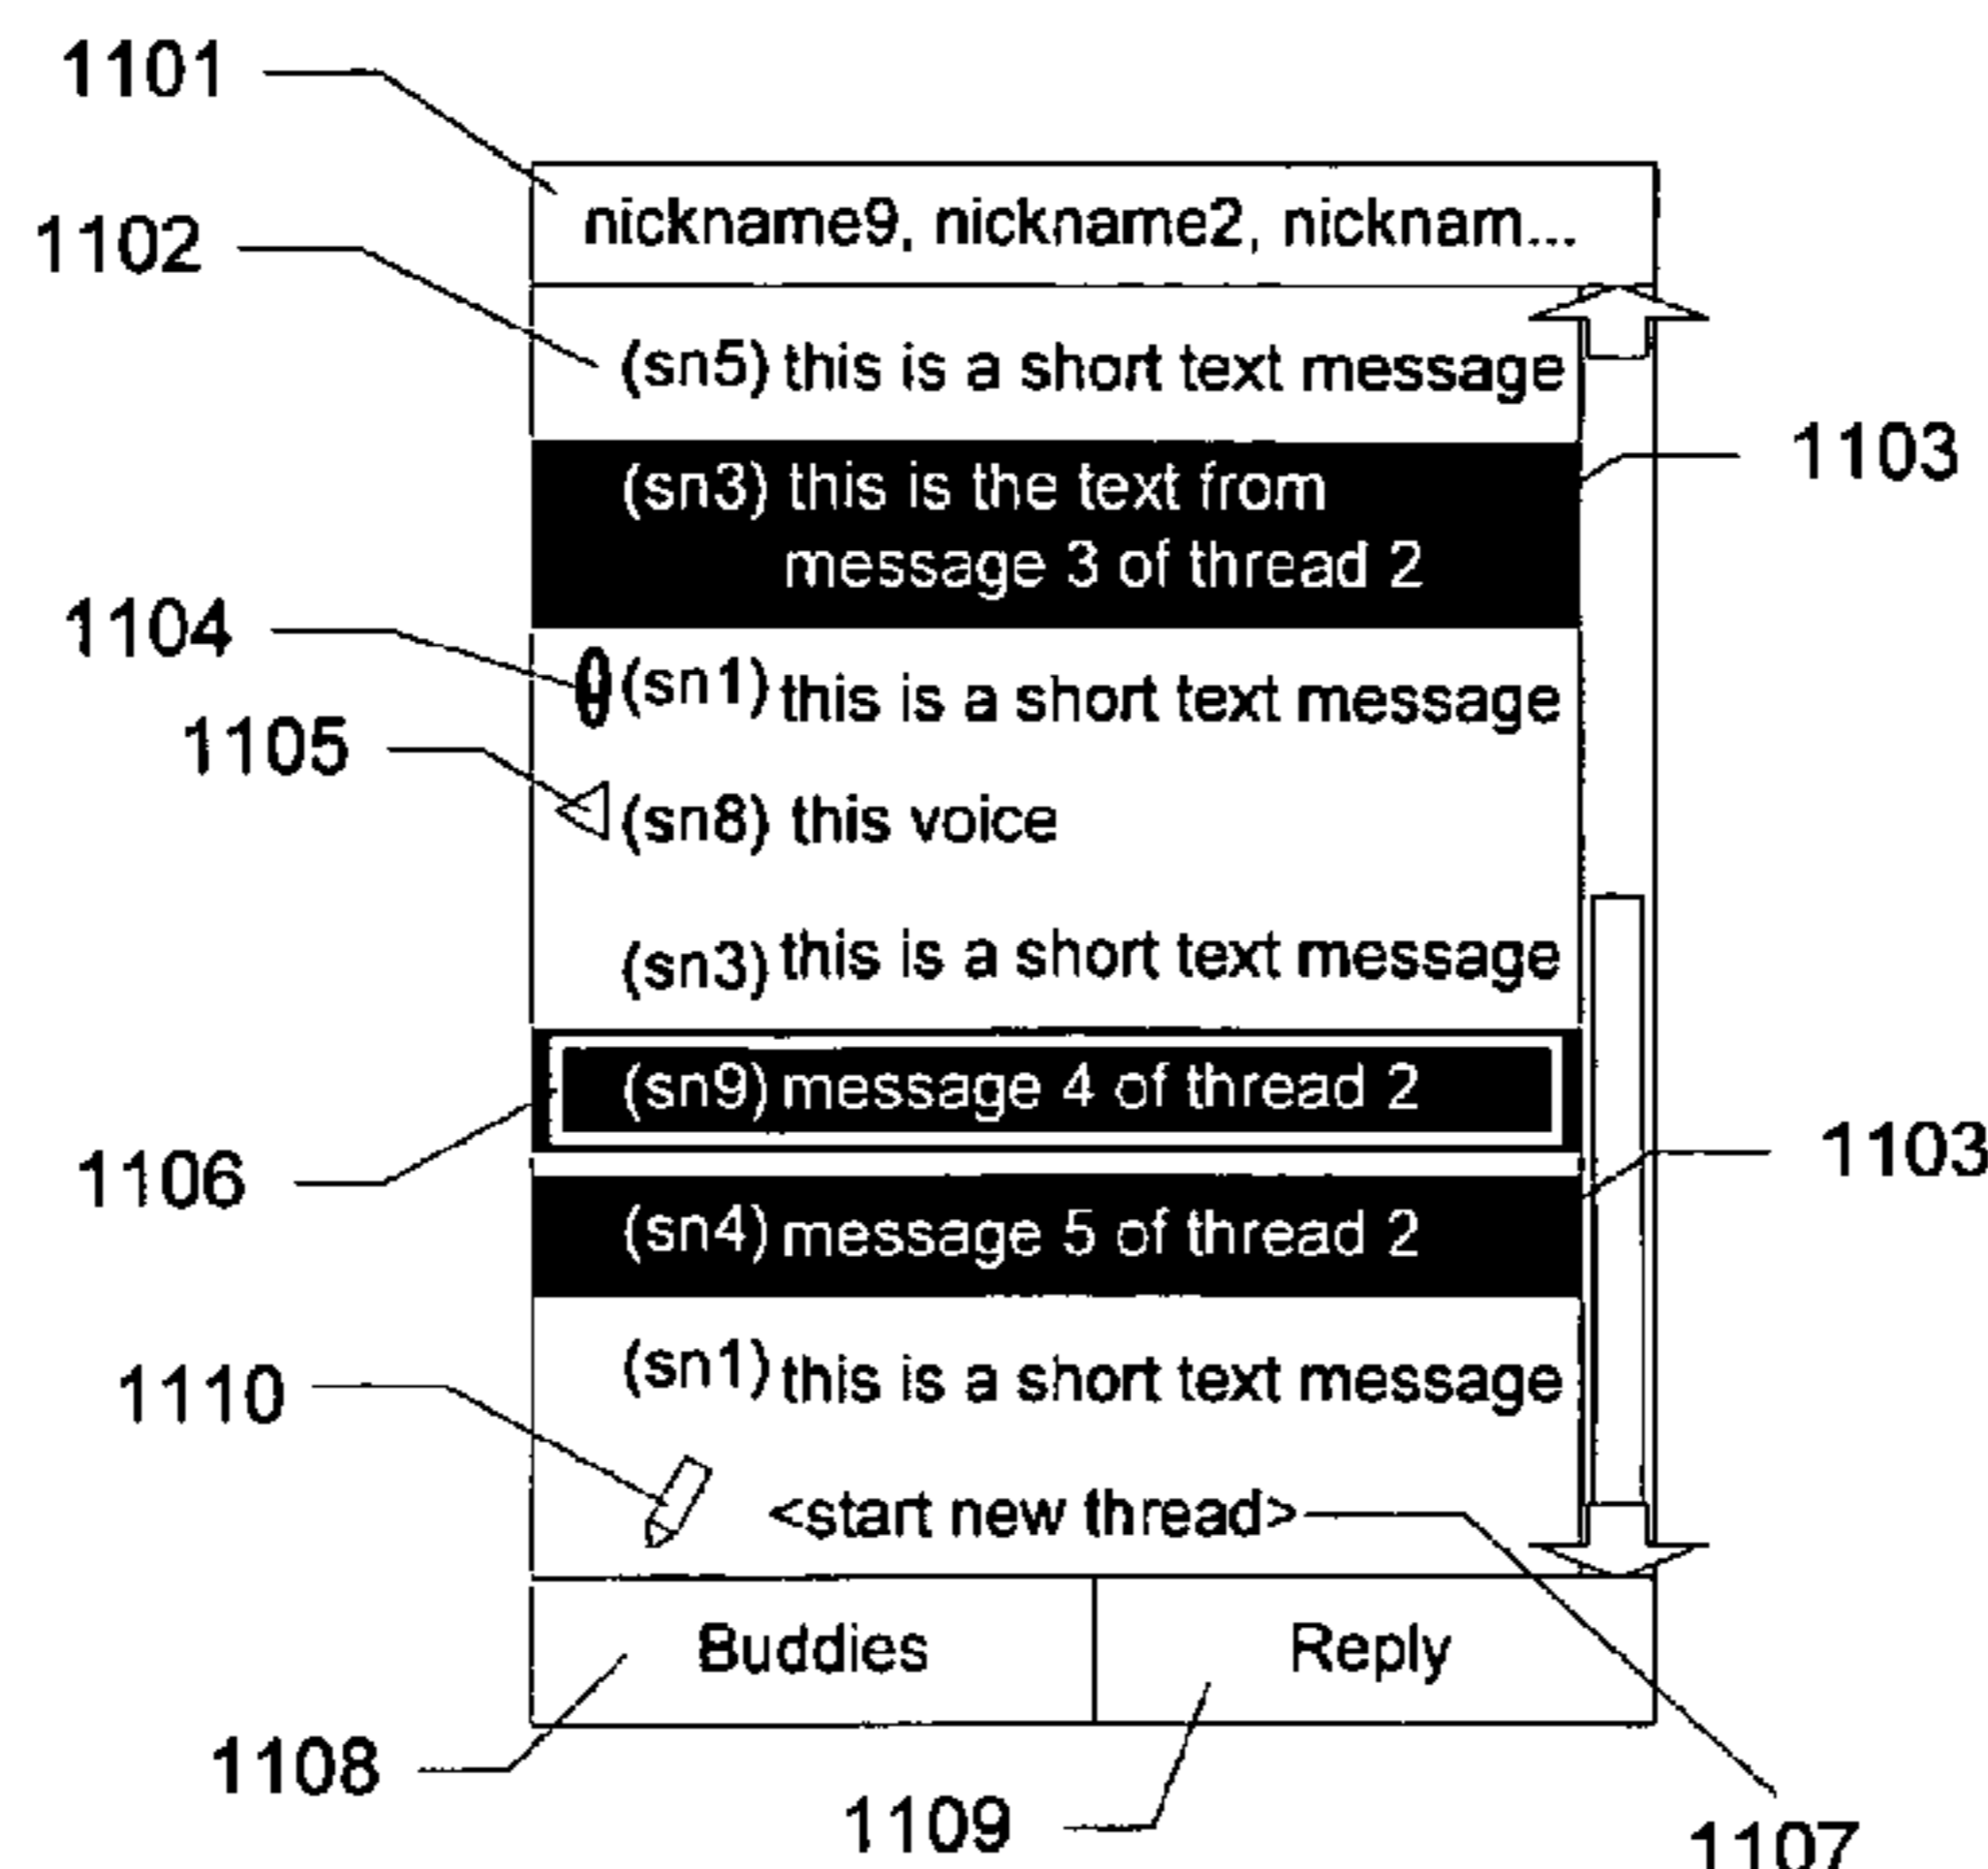 1101
nickname9, nickname2, nicknam...
1102
(sn5) this is a short text message
1103
(sn3) this is the text from
message 3 of thread 2
1104
(sn1) this is a short text message
1105
(sn8) this voice
(sn3) this is a short text message
(sn9) message 4 of thread 2
1106
1103
(sn4) message 5 of thread 2
(sn1) this is a short text message
1110
<start new thread>
Buddies Reply
1108
1109
1107